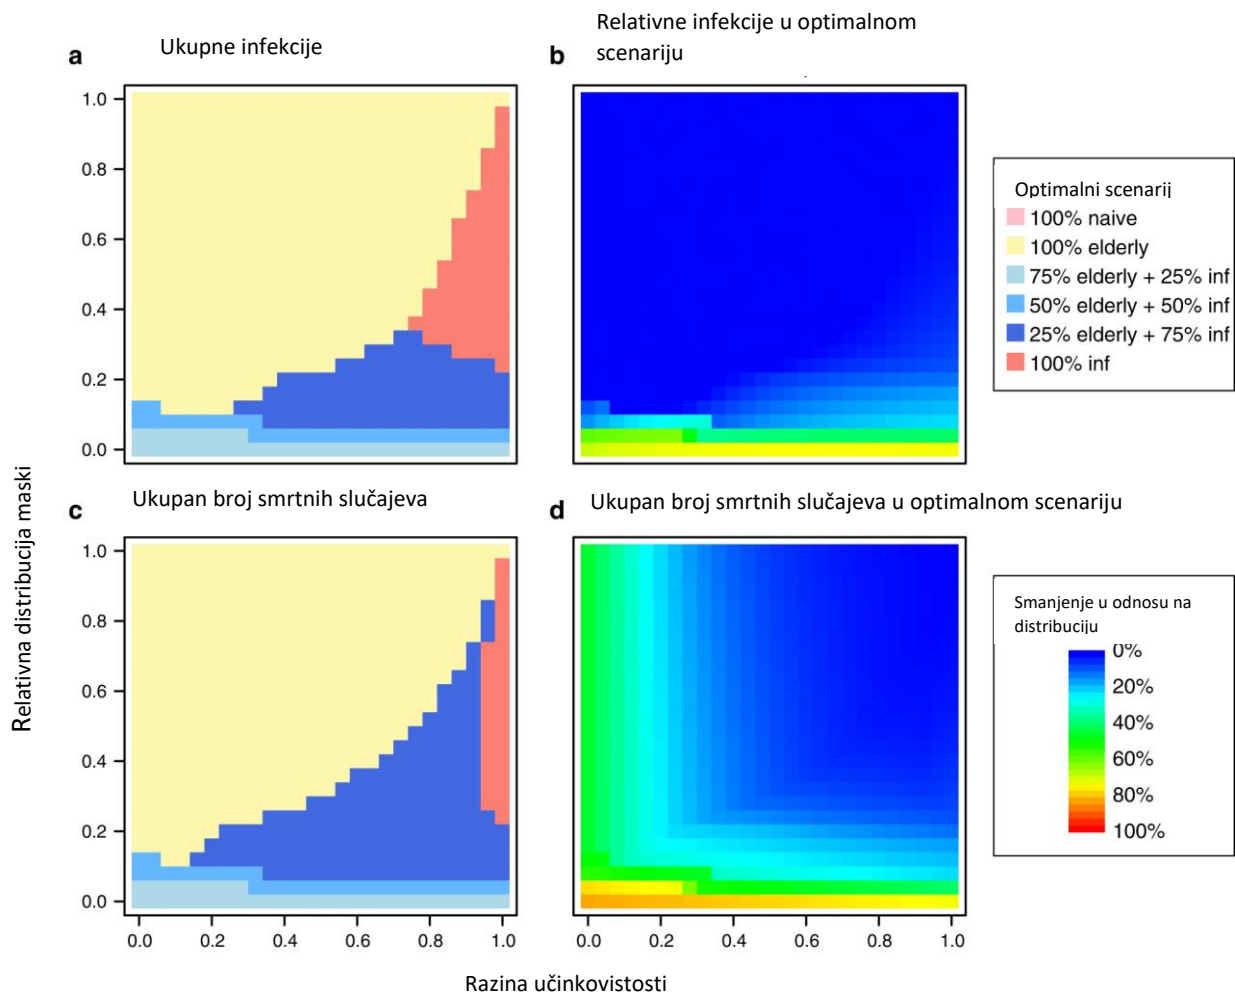 a
Ukupne infekcije
b
Relativne infekcije u optimalnom
scenariju
1.0
0.8
0.6
0.4
0.2
0.0
Optimalni scenarij
100% naive
100% elderly
75% elderly + 25% inf
50% elderly + 50% inf
25% elderly + 75% inf
100% inf
Relativna distribucija maski
c
Ukupan broj smrtnih slučajeva
d
Ukupan broj smrtnih slučajeva u optimalnom scenariju
1.0
0.8
0.6
0.4
0.2
0.0
0.0 0.2 0.4 0.6 0.8 1.0
0.0 0.2 0.4 0.6 0.8 1.0
Smanjenje u odnosu na
distribuciju
0%
20%
40%
60%
80%
100%
Razina učinkovistosti